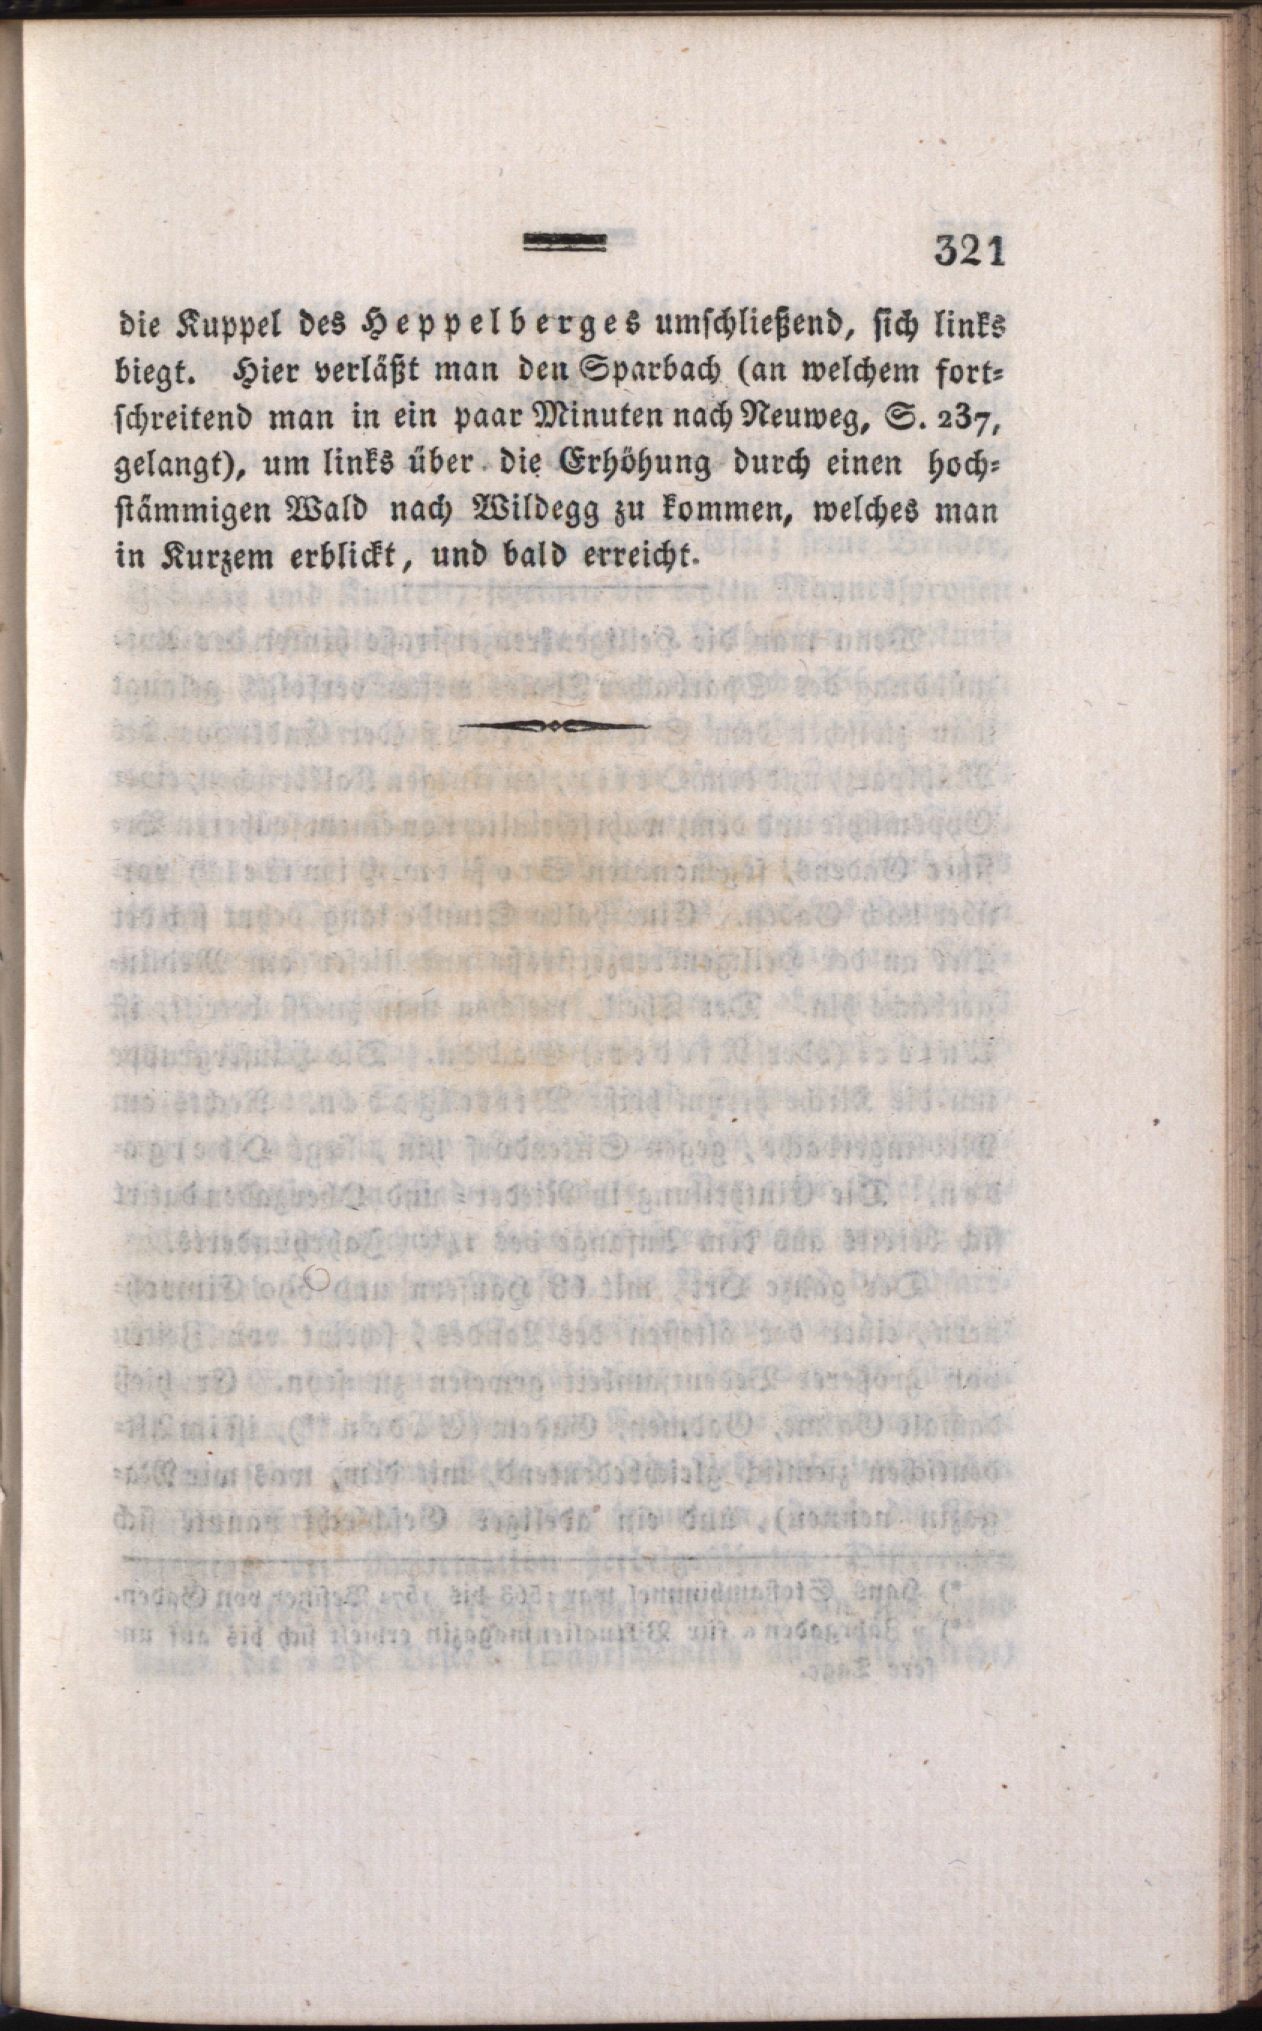 321
die Kuppel des Heppelberges umschließend, sich links
biegt. Hier verläßt man den Sparbach (an welchem fort-
schreitend man in ein paar Minuten nach Neuweg, S. 237,
gelangt), um links über die Erhöhung durch einen hoch-
stämmigen Wald nach Wildegg zu kommen, welches man
in Kurzem erblickt, und bald erreicht.